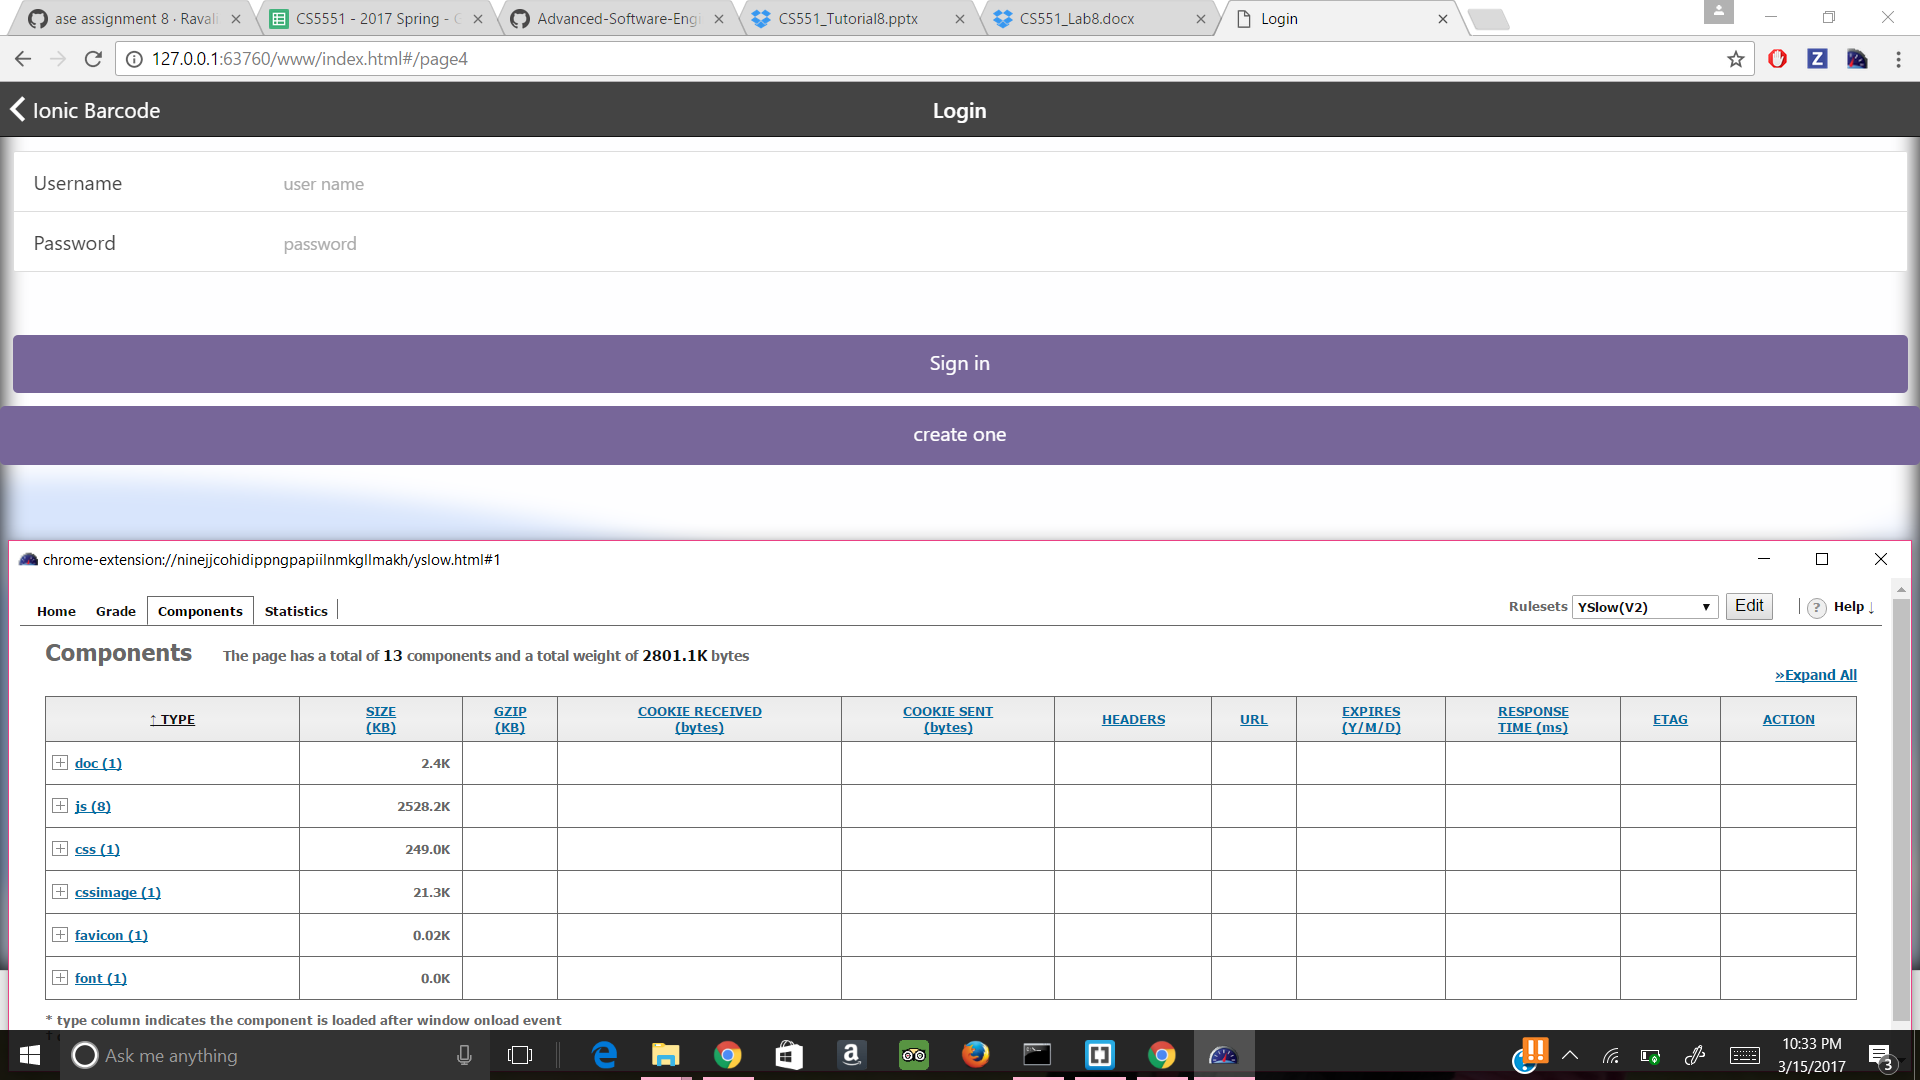 ase assignment 8 · Ravali
CS5551 - 2017 Spring - 
Advanced-Software-Engi
CS551_Tutorial8.pptx
CS551_Lab8.docx
Login
127.0.0.1:63760/www/index.html#/page4
Z
Ionic Barcode
Login
Username user name
Password password
Sign in
create one
chrome-extension://ninejjcohidippngpapiilnmkgllmakh/yslow.html#1
Home Grade Components Statistics
Rulesets YSlow(V2) Edit ? Help ↓
Components The page has a total of 13 components and a total weight of 2801.1K bytes
»Expand All
↑ TYPE SIZE (KB) GZIP (KB) COOKIE RECEIVED (bytes) COOKIE SENT (bytes) HEADERS URL EXPIRES (Y/M/D) RESPONSE TIME (ms) ETAG ACTION
doc (1) 2.4K
js (8) 2528.2K
css (1) 249.0K
cssimage (1) 21.3K
favicon (1) 0.02K
font (1) 0.0K
* type column indicates the component is loaded after window onload event
Ask me anything
10:33 PM
3/15/2017
3